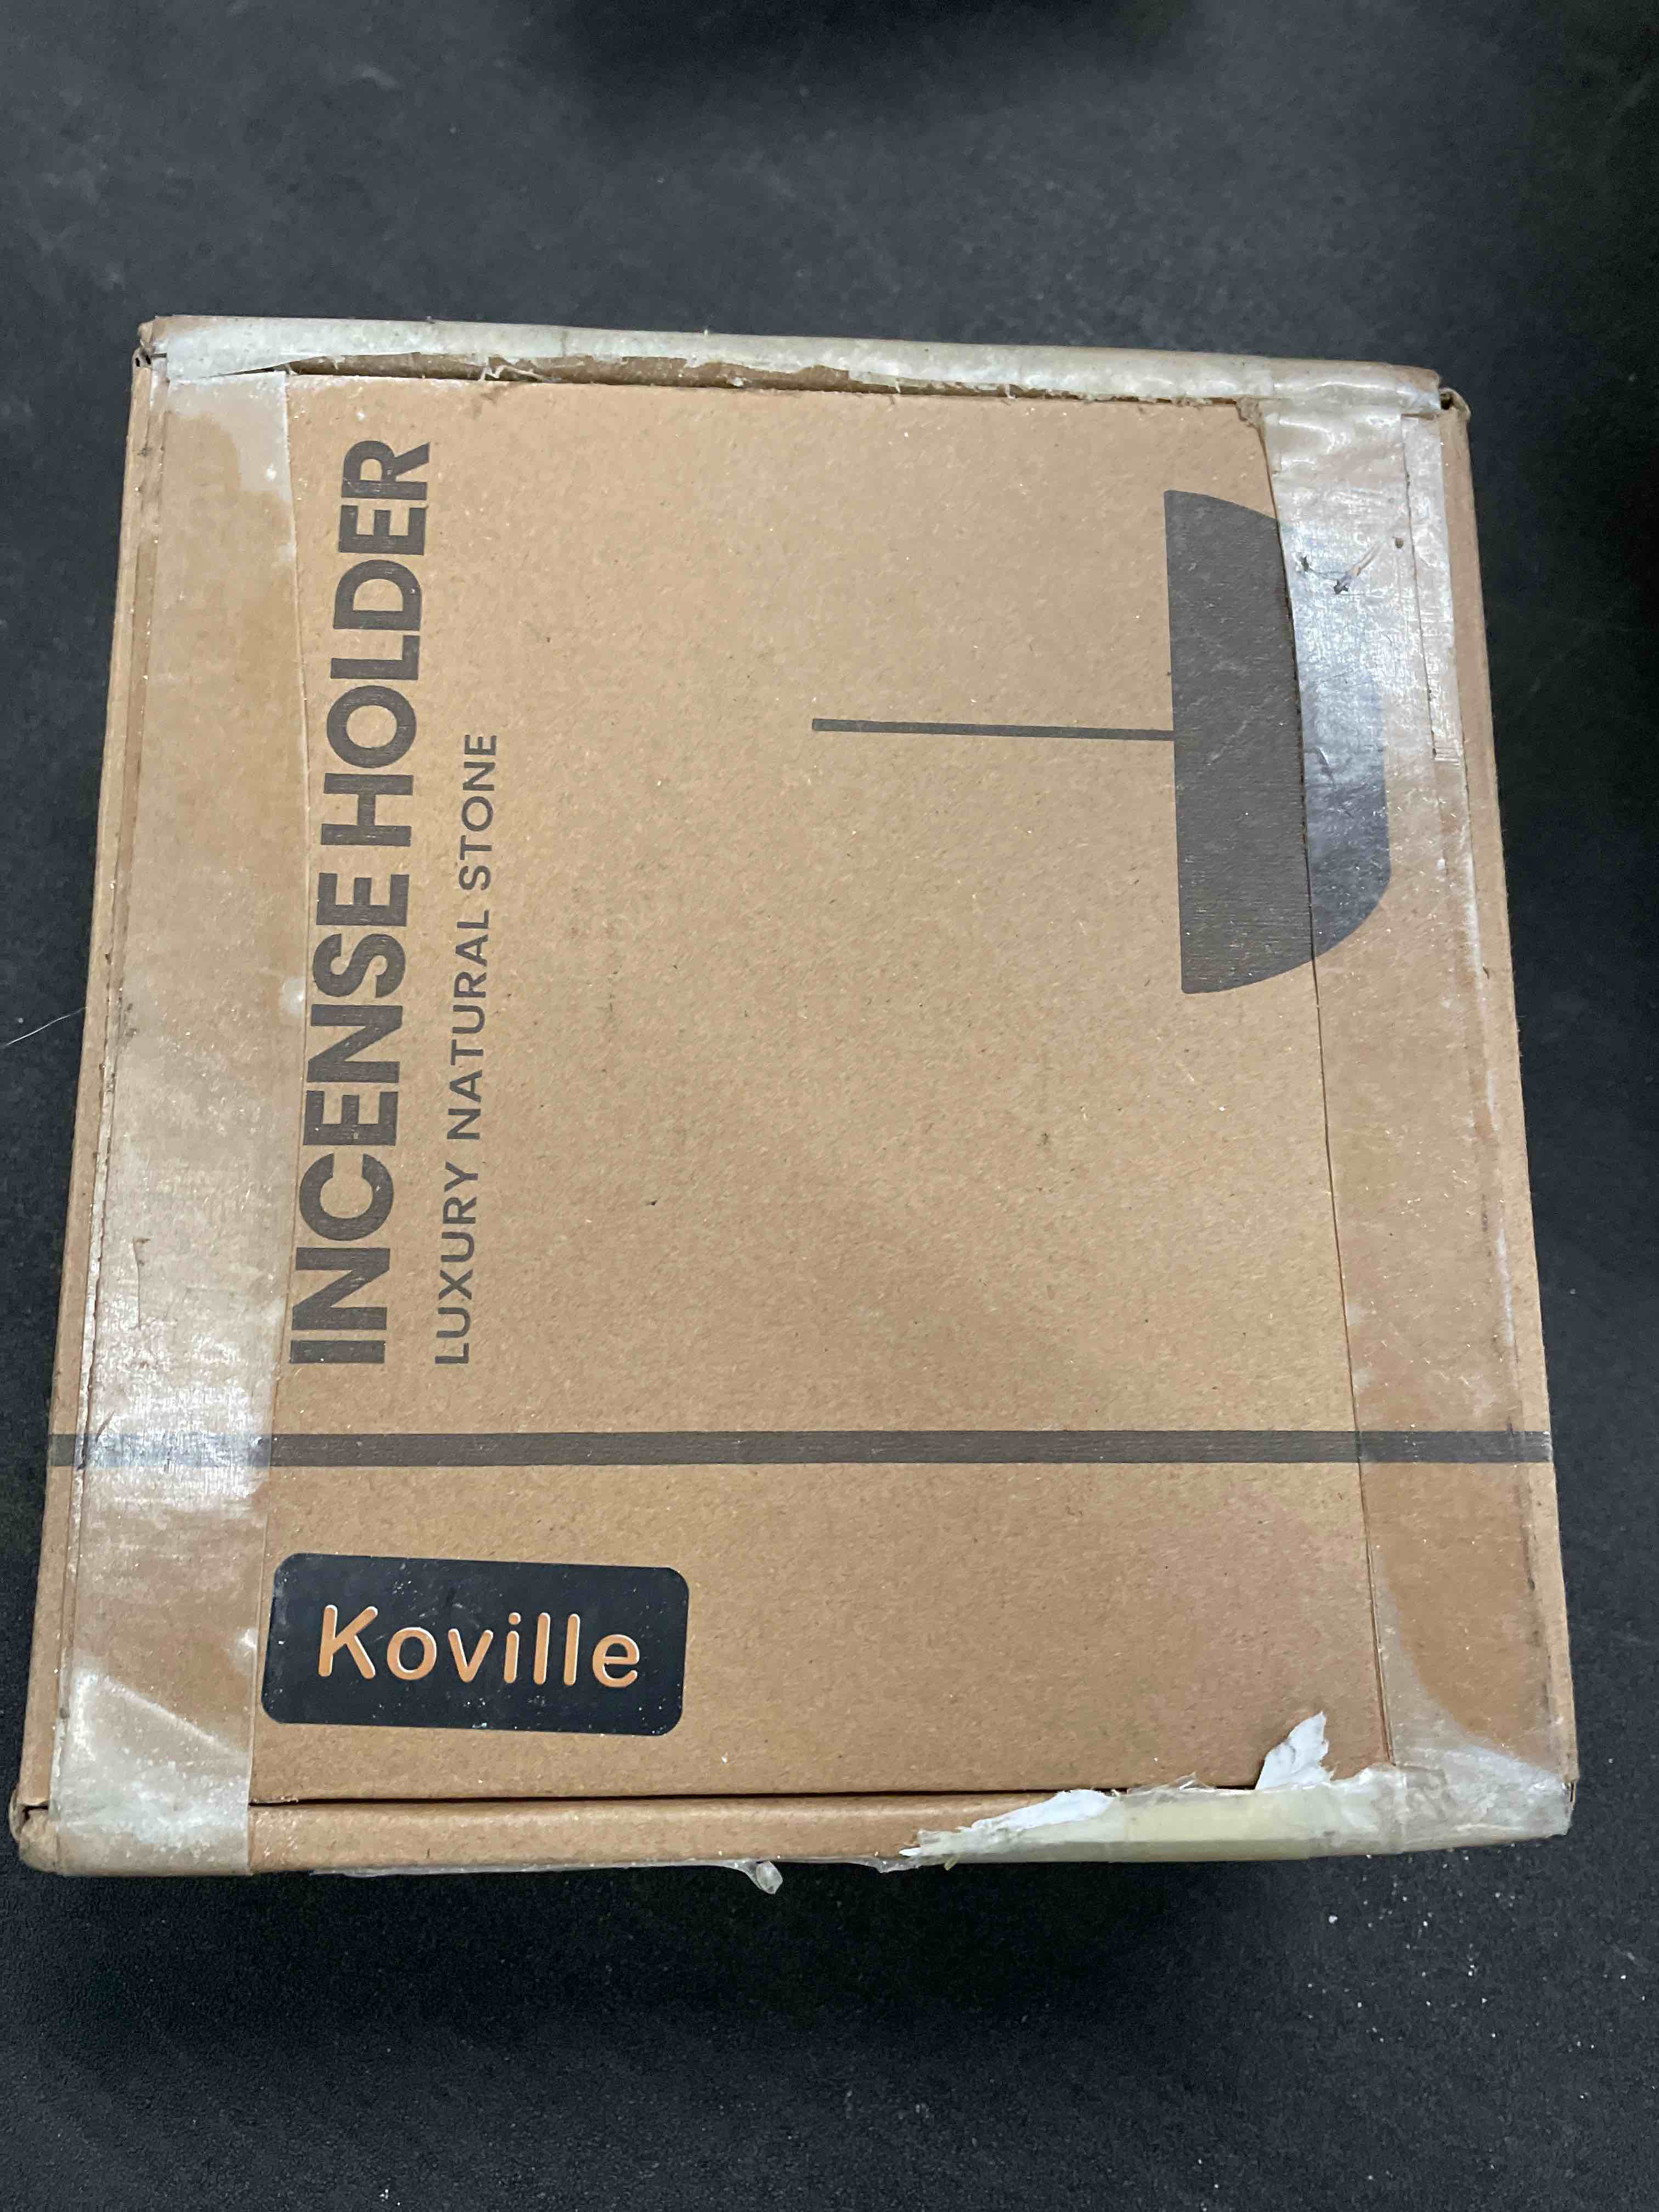 INCENSE HOLDER
LUXURY NATURAL STONE
Koville